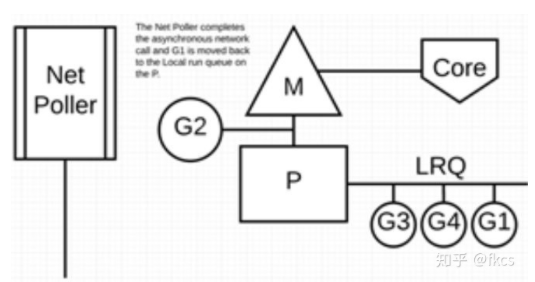 The Net Poller completes
the asynchronous network
call and G1 is moved back
to the Local run queue on
the P.
Net
Poller
M
Core
G2
P
LRQ
G3
G4
G1
知乎 @fkcs